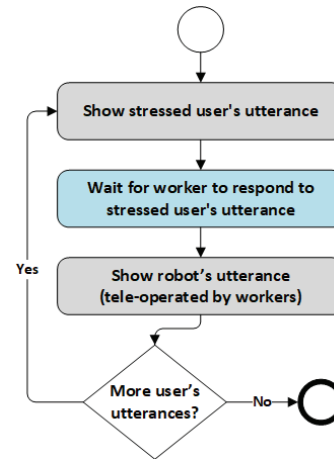 Show stressed user's utterance
Wait for worker to respond to
stressed user's utterance
Show robot’s utterance
(tele-operated by workers)
Yes
More user’s
utterances?
No